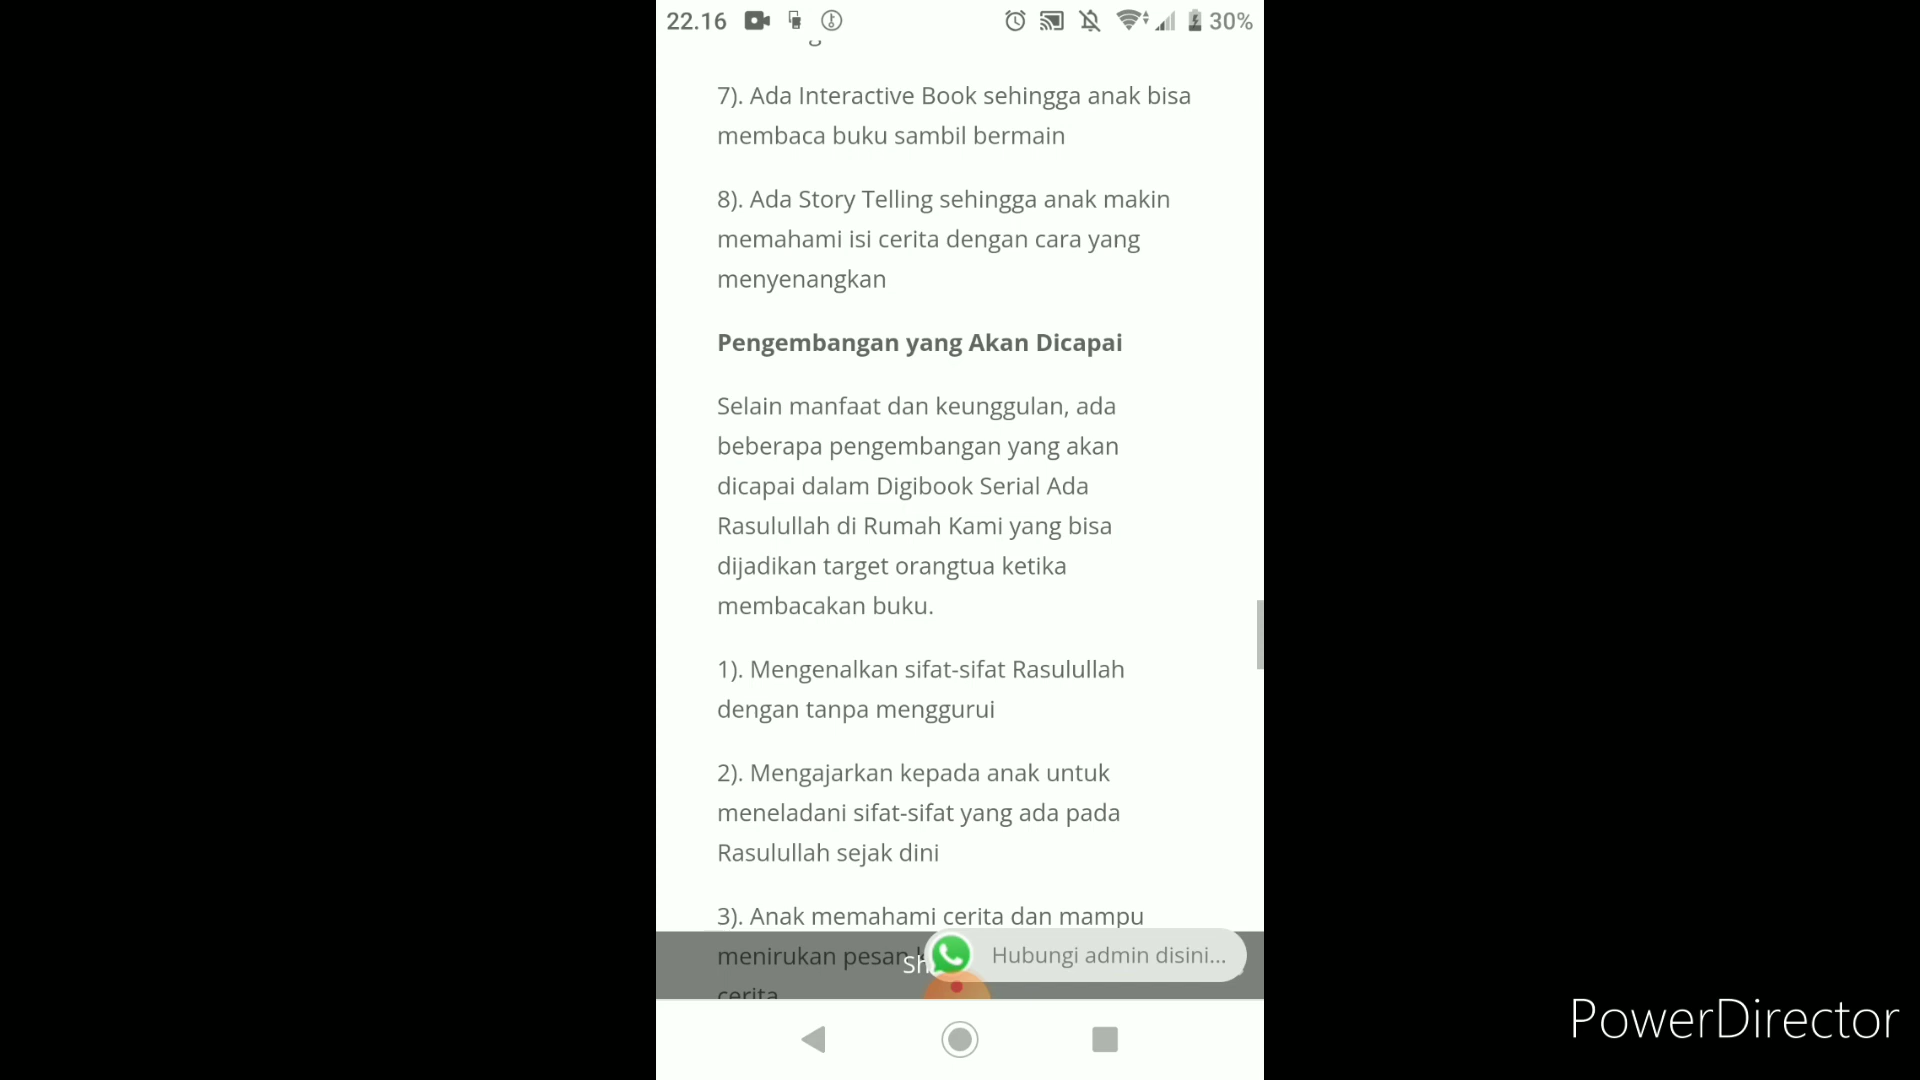 22.16
30%
7). Ada Interactive Book sehingga anak bisa
membaca buku sambil bermain
8). Ada Story Telling sehingga anak makin
memahami isi cerita dengan cara yang
menyenangkan
Pengembangan yang Akan Dicapai
Selain manfaat dan keunggulan, ada
beberapa pengembangan yang akan
dicapai dalam Digibook Serial Ada
Rasulullah di Rumah Kami yang bisa
dijadikan target orangtua ketika
membacakan buku.
1). Mengenalkan sifat-sifat Rasulullah
dengan tanpa menggurui
2). Mengajarkan kepada anak untuk
meneladani sifat-sifat yang ada pada
Rasulullah sejak dini
3). Anak memahami cerita dan mampu
menirukan pesan
Hubungi admin disini...
cerita
PowerDirector